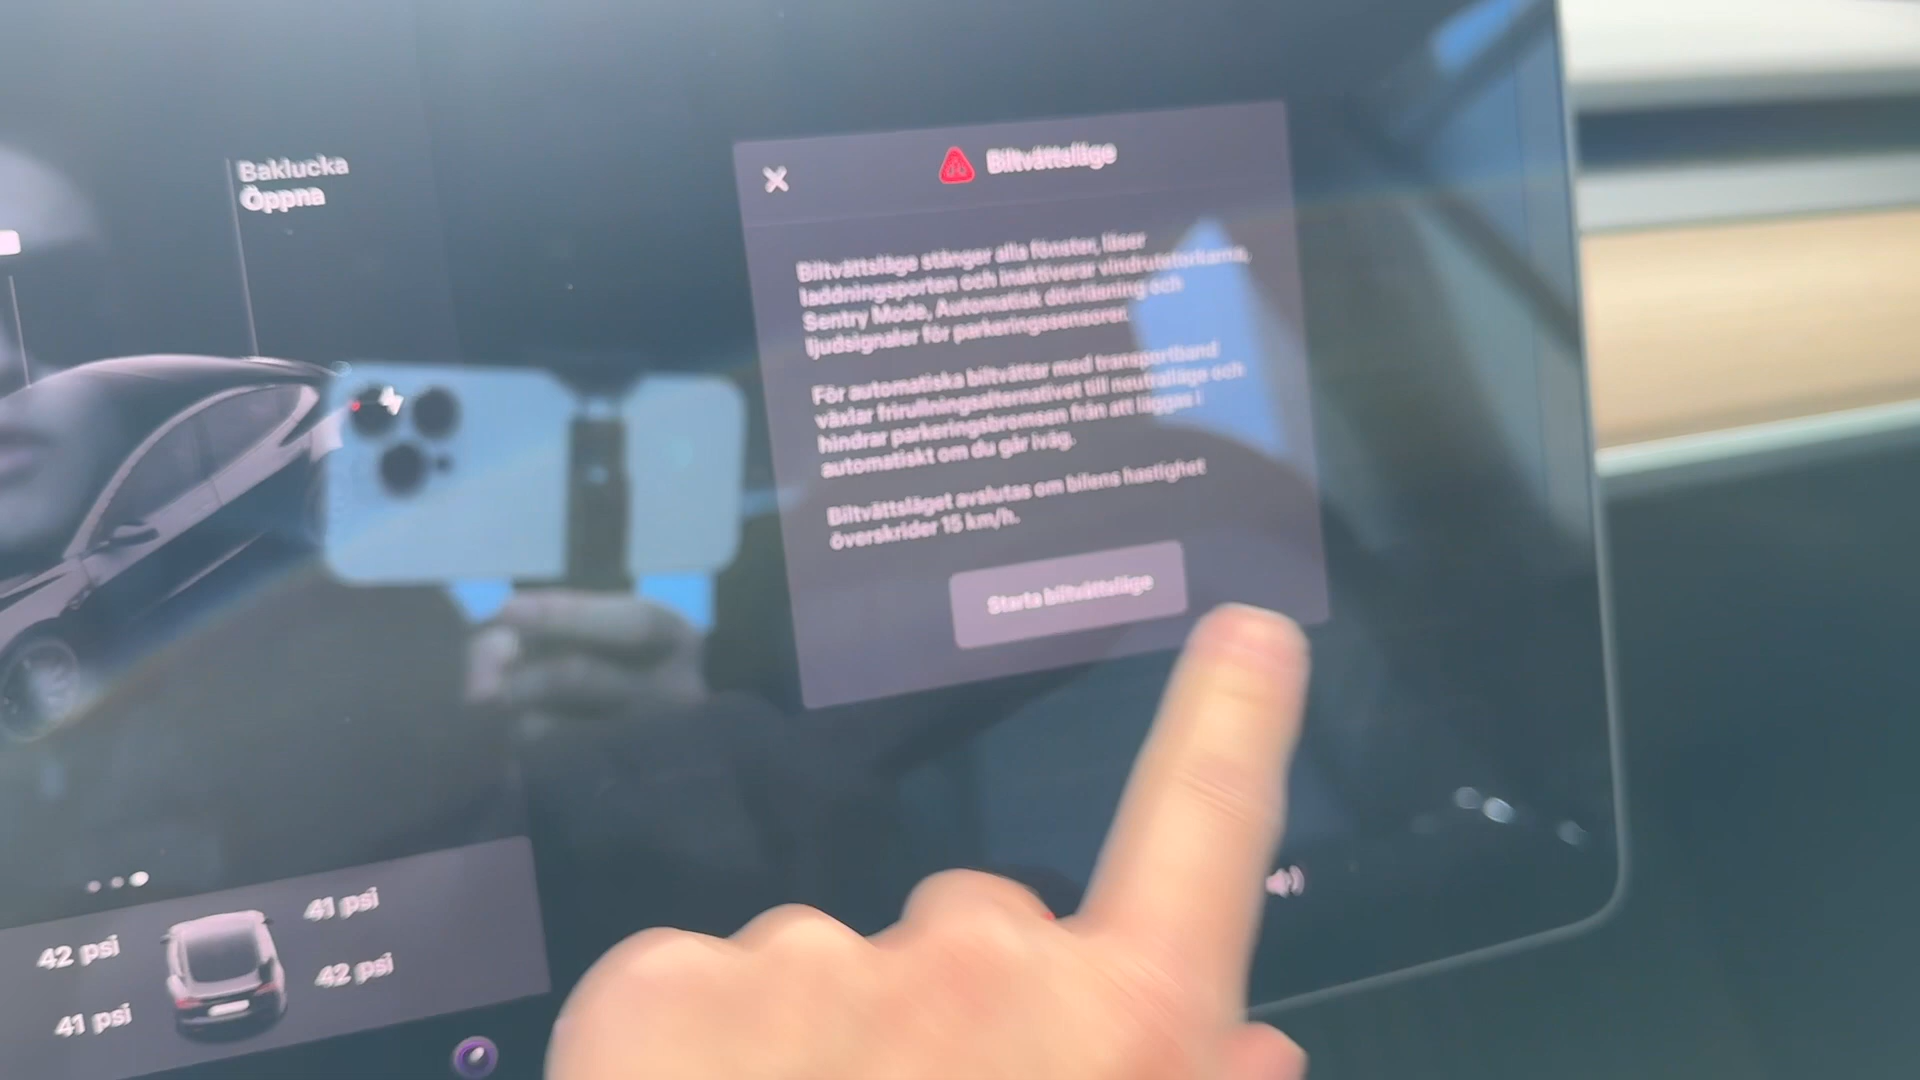 Baklucka
Öppna
Biltvättsläge
Biltvättsläge stänger alla fönster, låser
laddningsporten och inaktiverar vindrutetorkarna,
Sentry Mode, Automatisk dörrlåsning och
ljudsignaler för parkeringssensorer.
För automatiska biltvättar med transportband
växlar frirullningsalternativet till neutralläge och
hindrar parkeringsbromsen från att läggas i
automatiskt om du går iväg.
Biltvättsläget avslutas om bilens hastighet
överskrider 15 km/h.
Starta biltvättsläge
42 psi
41 psi
41 psi
42 psi